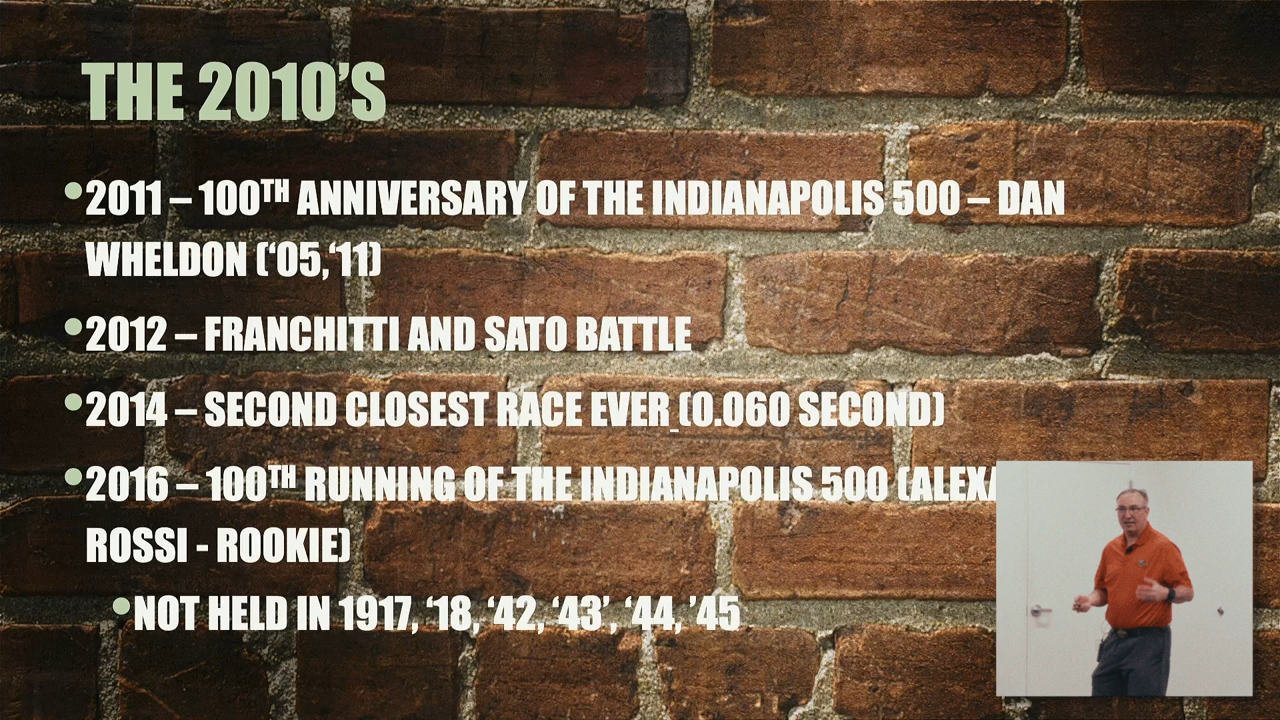 THE 2010’S
•2011 – 100TH ANNIVERSARY OF THE INDIANAPOLIS 500 – DAN
WHELDON (‘05,‘11)
•2012 – FRANCHITTI AND SATO BATTLE
•2014 – SECOND CLOSEST RACE EVER (0.060 SECOND)
•2016 – 100TH RUNNING OF THE INDIANAPOLIS 500
ROSSI - ROOKIE)
•NOT HELD IN 1917, ‘18, ‘42, ‘43’, ‘44, ’45